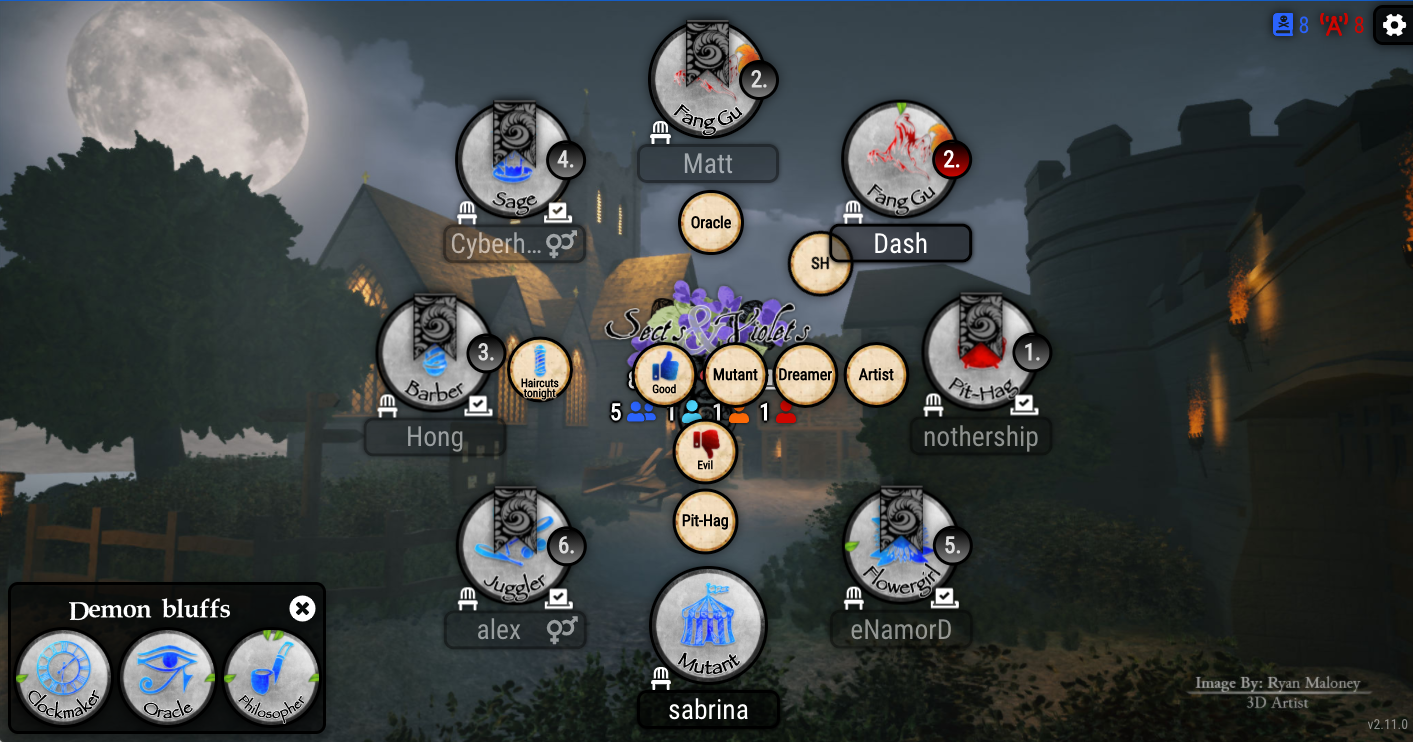 8 8
Fang Gu
2.
Matt
Sage
4.
Cyberh...
Fang Gu
2.
Dash
Oracle
SH
Sects & Violets
Barber
3.
Hong
Haircuts
tonight
Good
Mutant
Dreamer
Artist
5 1 1 1
Evil
Pit-Hag
Pit-Hag
1.
nothership
Juggler
6.
alex
Mutant
sabrina
Flowergirl
5.
eNamorD
Demon bluffs
Clockmaker
Oracle
Philosopher
Image By: Ryan Maloney
3D Artist
v2.11.0